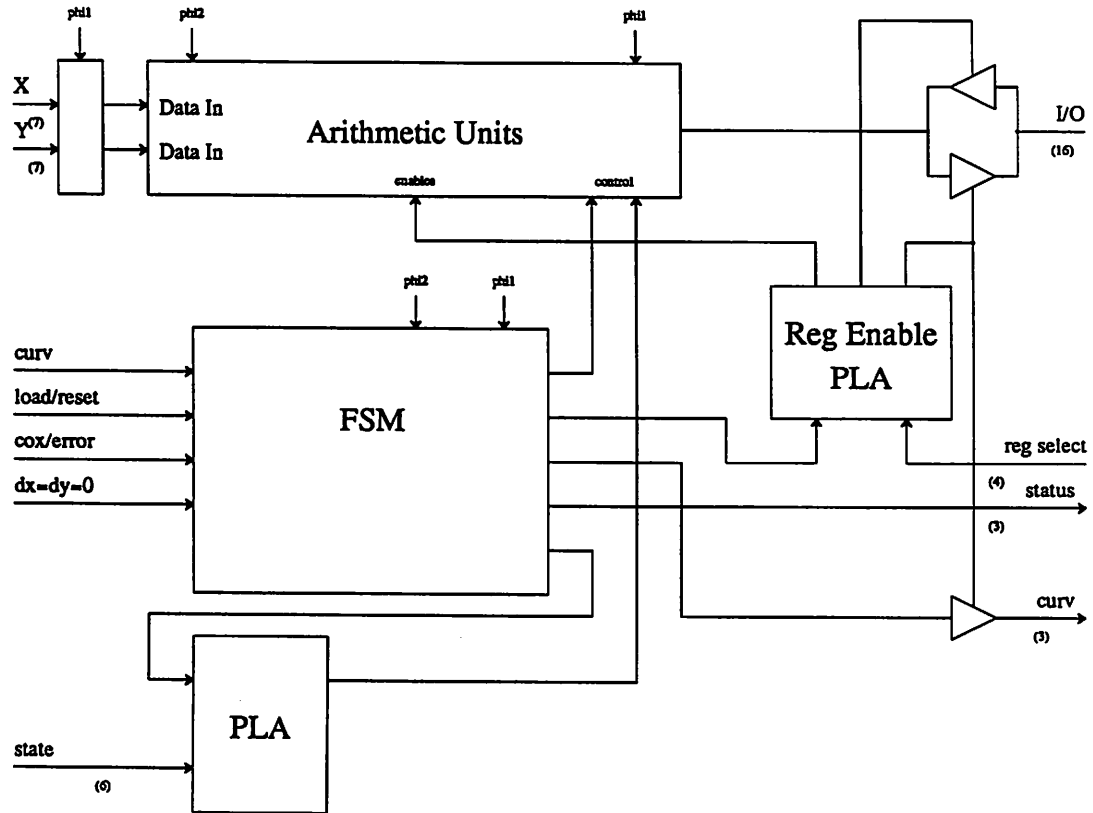 phi1
phi2
phi1
X
(7)
Y
(7)
Data In
Data In
Arithmetic Units
enables
control
I/O
(16)
phi2
phi1
Reg Enable
PLA
curv
load/reset
cox/error
dx=dy=0
FSM
reg select
(4)
status
(3)
curv
(3)
PLA
state
(6)